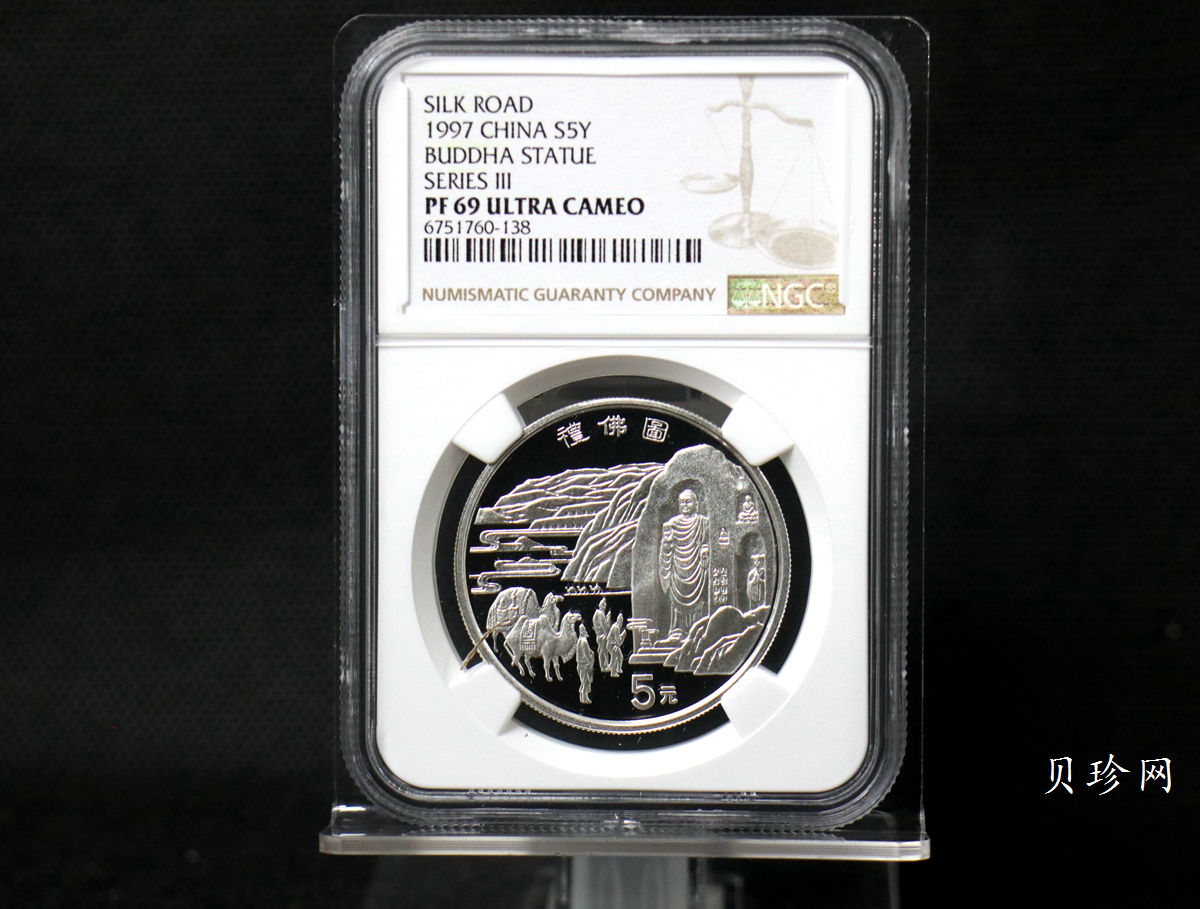 SILK ROAD
1997 CHINA S5Y
BUDDHA STATUE
SERIES III
PF 69 ULTRA CAMEO
6751760-138
NUMISMATIC GUARANTY COMPANY
NGC
禮佛圖
5元
贝珍网